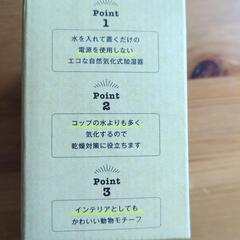 Point
1
水を入れて置くだけの
電源を使用しない
エコな自然気化式加湿器
Point
2
コップの水よりも多く
気化するので
乾燥対策に役立ちます
Point
3
インテリアとしても
かわいい動物モチーフ